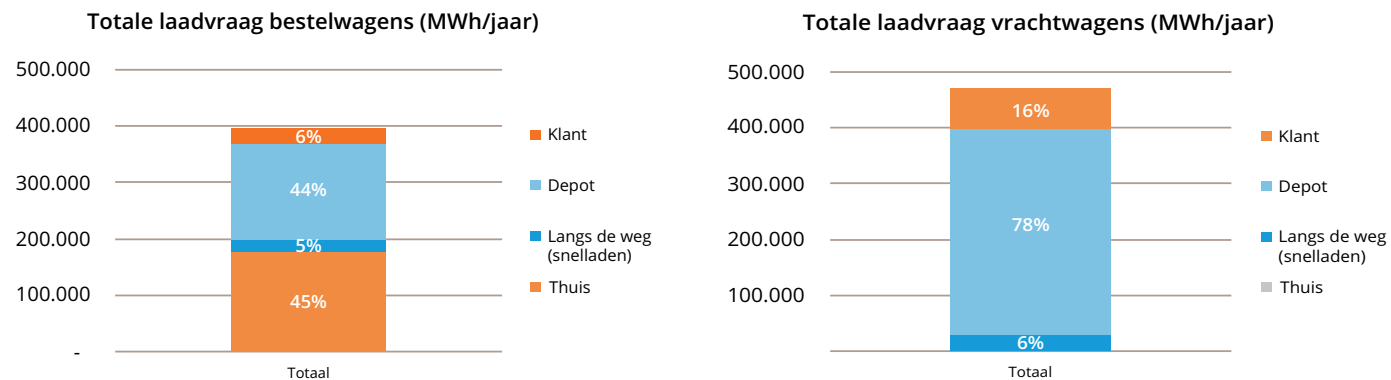 Totale laadvraag bestelwagens (MWh/jaar)
500.000
400.000
300.000
200.000
100.000
-
6%
44%
5%
45%
Totaal
Klant
Depot
Langs de weg
(snelladen)
Thuis
Totale laadvraag vrachtwagens (MWh/jaar)
500.000
400.000
300.000
200.000
100.000
16%
78%
6%
Totaal
Klant
Depot
Langs de weg
(snelladen)
Thuis